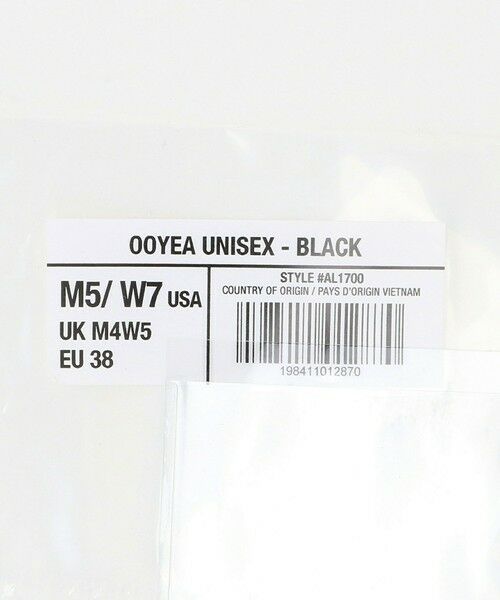 OOYEA UNISEX - BLACK
M5/ W7 USA
UK M4W5
EU 38
STYLE #AL1700
COUNTRY OF ORIGIN / PAYS D'ORIGIN VIETNAM
198411012870